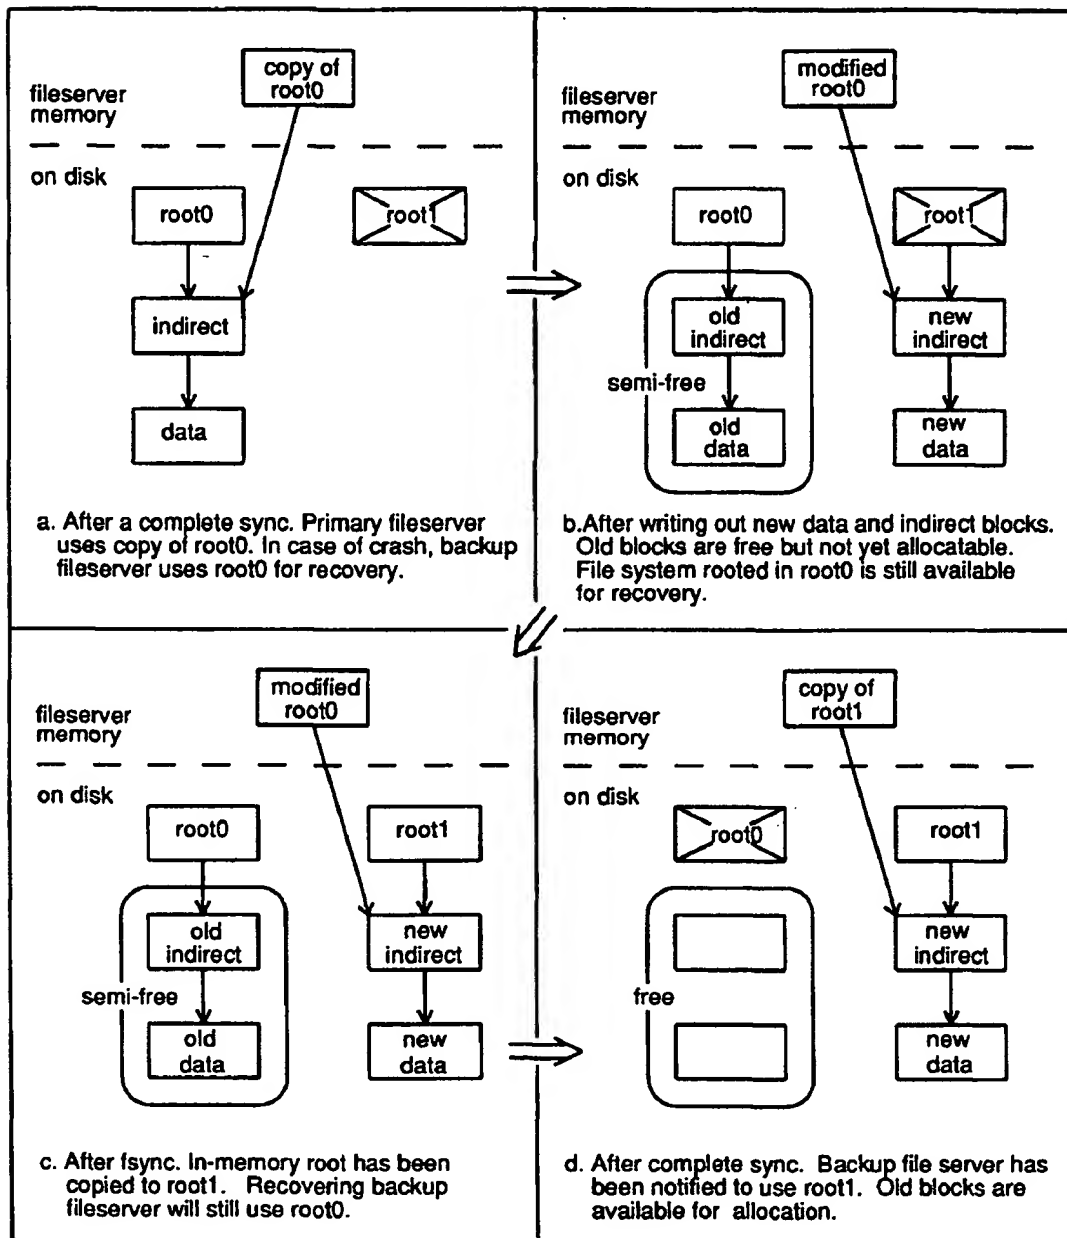 copy of
root0
fileserver
memory
on disk
root0
root1
indirect
data
a. After a complete sync. Primary fileserver
uses copy of root0. In case of crash, backup
fileserver uses root0 for recovery.
modified
root0
fileserver
memory
on disk
root0
root1
old
indirect
new
indirect
semi-free
old
data
new
data
b.After writing out new data and indirect blocks.
Old blocks are free but not yet allocatable.
File system rooted in root0 is still available
for recovery.
modified
root0
fileserver
memory
on disk
root0
root1
old
indirect
new
indirect
semi-free
old
data
new
data
c. After fsync. In-memory root has been
copied to root1. Recovering backup
fileserver will still use root0.
copy of
root1
fileserver
memory
on disk
root0
root1
new
indirect
free
new
data
d. After complete sync. Backup file server has
been notified to use root1. Old blocks are
available for allocation.